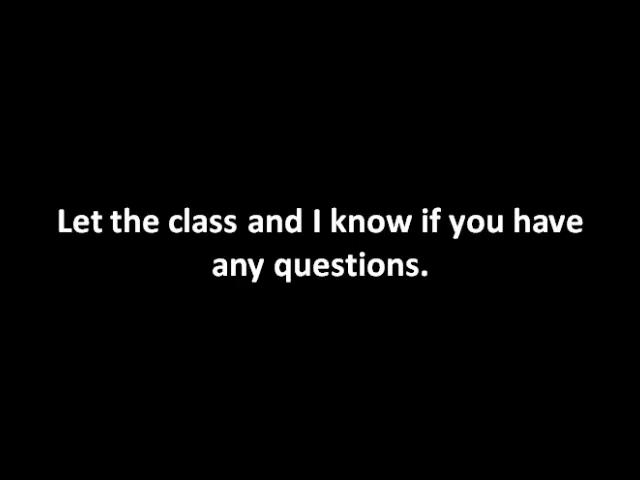 Let the class and I know if you have
any questions.